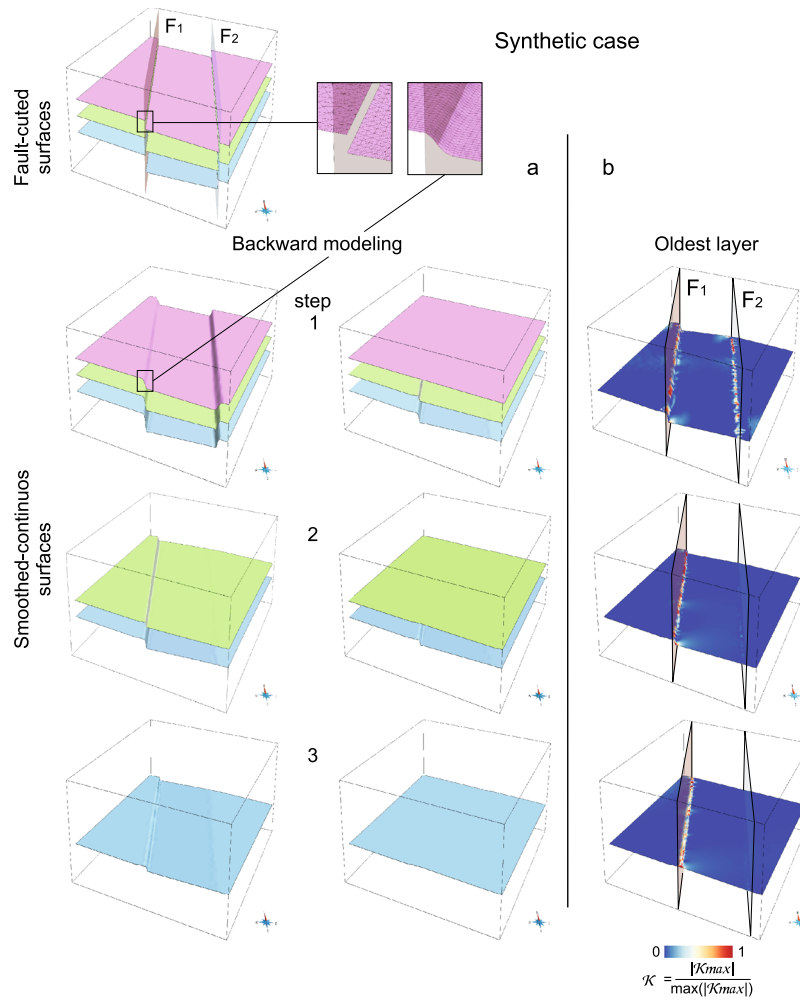 F1
F2
Synthetic case
Fault-cuted
surfaces
a
b
Backward modeling
Oldest layer
step
1
F1
F2
Smoothed-continuos
surfaces
2
3
0
1
𝒦 = |𝒦max| / max(|𝒦max|)